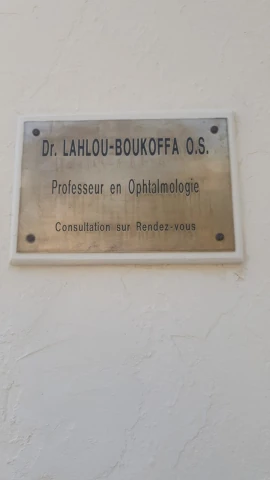 Dr. LAHLOU-BOUKOFFA O.S.
Professeur en Ophtalmologie
Consultation sur Rendez-vous